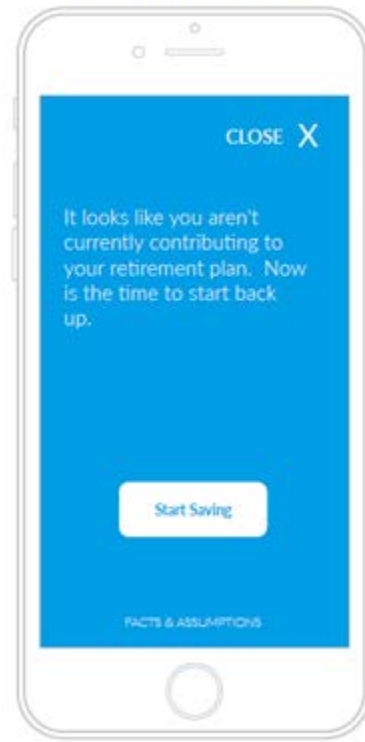 CLOSE X
It looks like you aren't
currently contributing to
your retirement plan.  Now
is the time to start back
up.
Start Saving
FACTS & ASSUMPTIONS